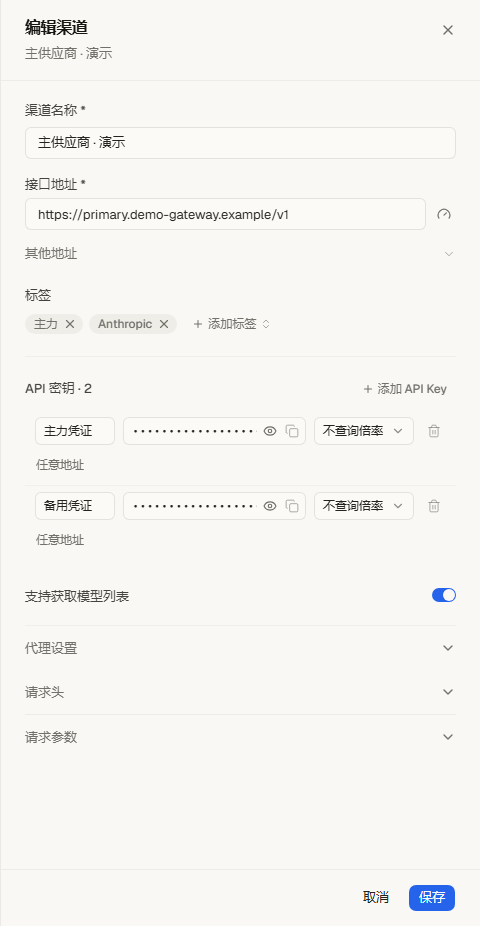 编辑渠道
主供应商 · 演示
渠道名称 *
主供应商 · 演示
接口地址 *
https://primary.demo-gateway.example/v1
其他地址
标签
主力 Anthropic 添加标签
API 密钥 · 2 添加 API Key
主力凭证 不查询倍率
任意地址
备用凭证 不查询倍率
任意地址
支持获取模型列表
代理设置
请求头
请求参数
取消 保存